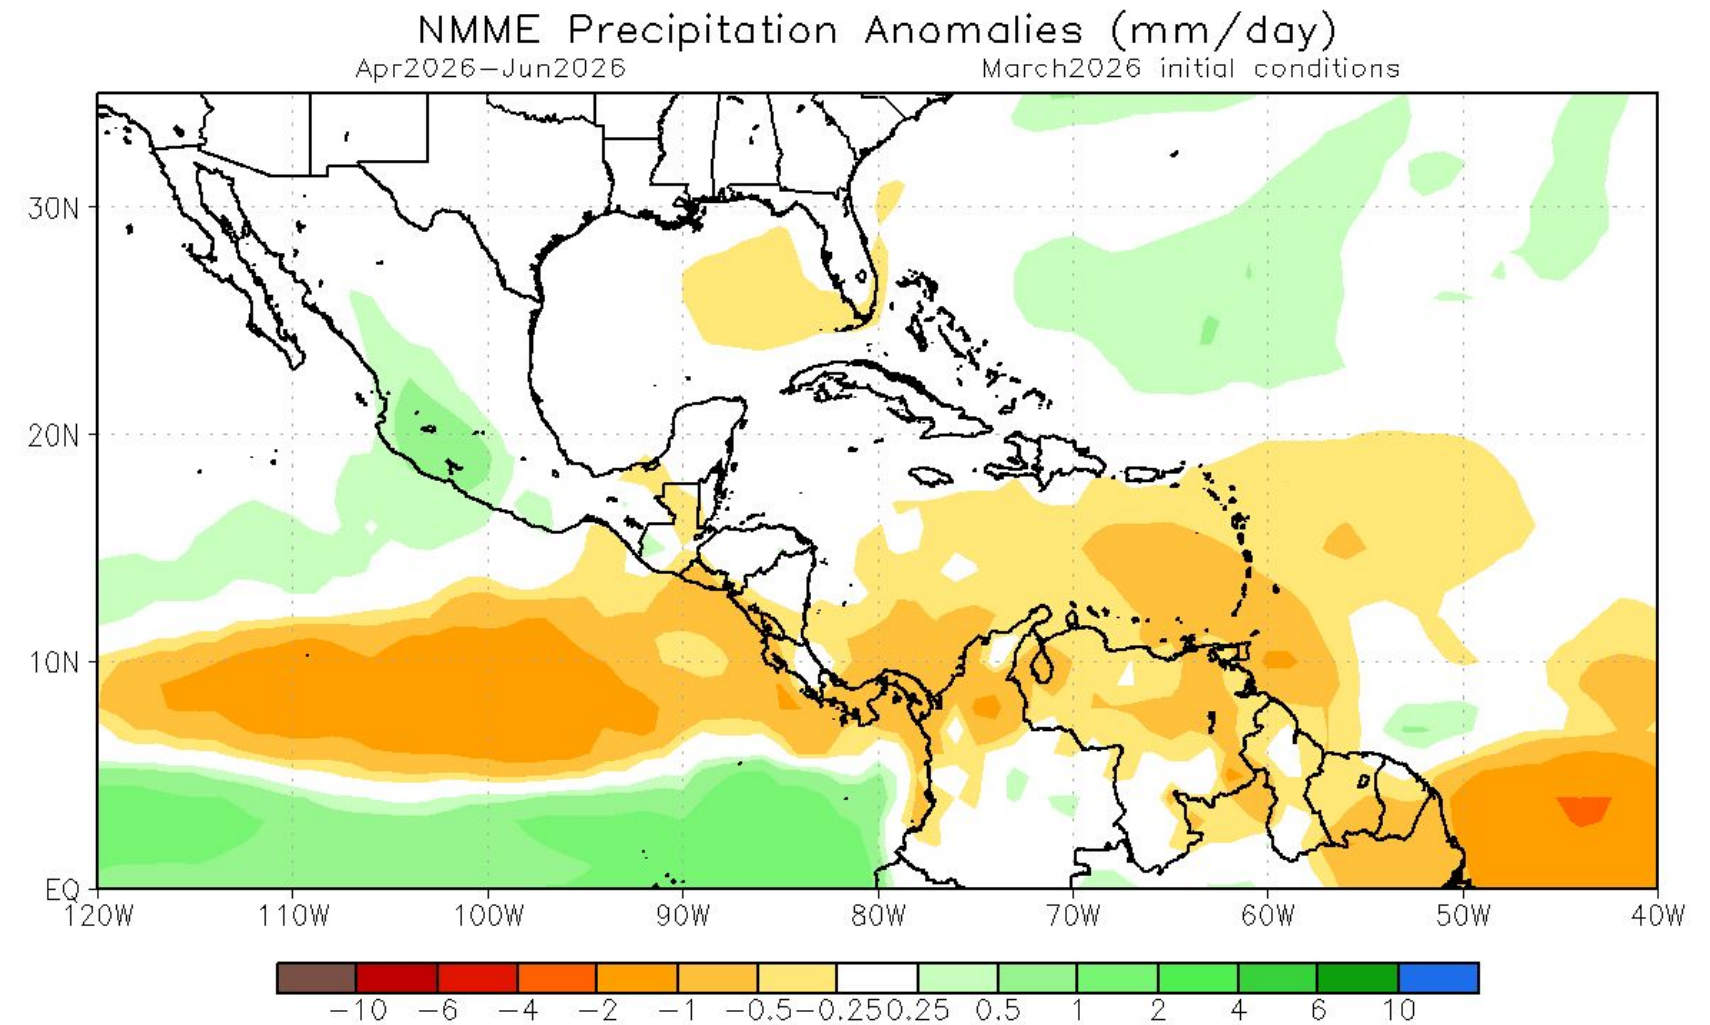 NMME Precipitation Anomalies (mm/day)
Apr2026-Jun2026 March2026 initial conditions
30N
20N
10N
EQ
120W 110W 100W 90W 80W 70W 60W 50W 40W
-10 -6 -4 -2 -1 -0.5 -0.25 0.25 0.5 1 2 4 6 10